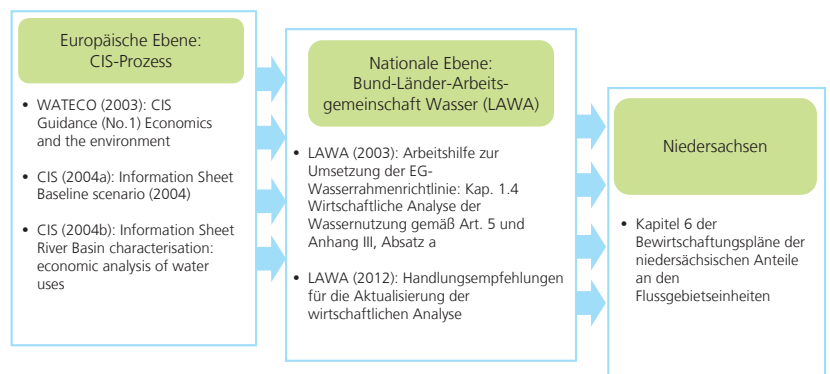 Europäische Ebene:
CIS-Prozess
• WATECO (2003): CIS
Guidance (No.1) Economics
and the environment
• CIS (2004a): Information Sheet
Baseline scenario (2004)
• CIS (2004b): Information Sheet
River Basin characterisation:
economic analysis of water
uses
Nationale Ebene:
Bund-Länder-Arbeits-
gemeinschaft Wasser (LAWA)
• LAWA (2003): Arbeitshilfe zur
Umsetzung der EG-
Wasserrahmenrichtlinie: Kap. 1.4
Wirtschaftliche Analyse der
Wassernutzung gemäß Art. 5 und
Anhang III, Absatz a
• LAWA (2012): Handlungsempfehlungen
für die Aktualisierung der
wirtschaftlichen Analyse
Niedersachsen
• Kapitel 6 der
Bewirtschaftungspläne der
niedersächsischen Anteile
an den
Flussgebietseinheiten